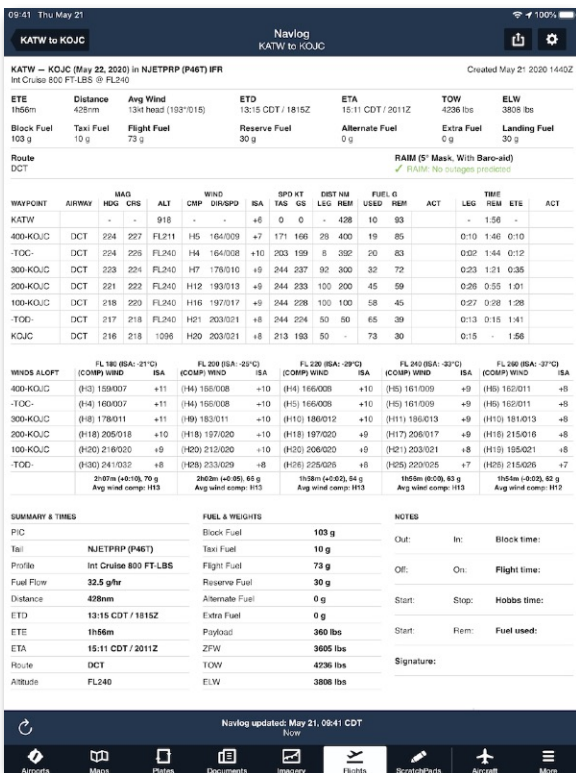 09:41 Thu May 21 100%
KATW to KOJC
Navlog
KATW to KOJC
KATW — KOJC (May 22, 2020) in NJETPRP (P46T) IFR Created May 21 2020 1440Z
Int Cruise 800 FT-LBS @ FL240
ETE Distance Avg Wind ETD ETA TOW ELW
1h56m 428nm 13kt head (193°/015) 13:15 CDT / 1815Z 15:11 CDT / 2011Z 4236 lbs 3808 lbs
Block Fuel Taxi Fuel Flight Fuel Reserve Fuel Alternate Fuel Extra Fuel Landing Fuel
103 g 10 g 73 g 30 g 0 g 0 g 30 g
Route RAIM (5° Mask, With Baro-aid)
DCT ✓ RAIM: No outages predicted
MAG WIND SPD KT DIST NM FUEL G TIME
WAYPOINT AIRWAY HDG CRS ALT CMP DIR/SPD ISA TAS GS LEG REM USED REM ACT LEG REM ETE ACT
KATW - - 918 - - +6 0 0 - 428 10 93 - 1:56 -
400-KOJC DCT 224 227 FL211 H5 164/009 +7 171 166 28 400 19 85 0:10 1:46 0:10
-TOC- DCT 224 226 FL240 H4 164/008 +10 203 199 8 392 20 83 0:02 1:44 0:12
300-KOJC DCT 223 224 FL240 H7 176/010 +9 244 237 92 300 32 72 0:23 1:21 0:35
200-KOJC DCT 221 222 FL240 H12 193/013 +9 244 233 100 200 45 59 0:26 0:55 1:01
100-KOJC DCT 218 220 FL240 H16 197/017 +9 244 228 100 100 58 45 0:27 0:28 1:28
-TOD- DCT 217 218 FL240 H21 203/021 +8 244 224 50 50 65 39 0:13 0:15 1:41
KOJC DCT 216 218 1096 H20 203/021 +8 213 193 50 - 73 30 0:15 - 1:56
FL 180 (ISA: -21°C) FL 200 (ISA: -25°C) FL 220 (ISA: -29°C) FL 240 (ISA: -33°C) FL 260 (ISA: -37°C)
WINDS ALOFT (COMP) WIND ISA (COMP) WIND ISA (COMP) WIND ISA (COMP) WIND ISA (COMP) WIND ISA
400-KOJC (H3) 159/007 +11 (H4) 166/008 +10 (H4) 166/008 +10 (H5) 161/009 +9 (H6) 162/011 +8
-TOC- (H4) 160/007 +11 (H4) 166/008 +10 (H5) 166/008 +10 (H5) 161/009 +9 (H6) 162/011 +8
300-KOJC (H8) 178/011 +11 (H9) 183/011 +10 (H10) 186/012 +10 (H11) 186/013 +9 (H10) 181/013 +8
200-KOJC (H18) 205/018 +10 (H18) 197/020 +10 (H18) 197/020 +9 (H17) 206/017 +9 (H16) 215/016 +8
100-KOJC (H20) 216/020 +9 (H20) 212/020 +10 (H20) 206/020 +9 (H21) 203/021 +8 (H19) 195/021 +8
-TOD- (H30) 241/032 +8 (H28) 233/029 +8 (H26) 225/026 +8 (H25) 220/025 +7 (H26) 215/026 +7
2h07m (+0:10), 70 g 2h02m (+0:05), 66 g 1h58m (+0:02), 64 g 1h56m (0:00), 63 g 1h54m (-0:02), 62 g
Avg wind comp: H13 Avg wind comp: H13 Avg wind comp: H13 Avg wind comp: H13 Avg wind comp: H12
SUMMARY & TIMES FUEL & WEIGHTS NOTES
PIC Block Fuel 103 g Out: In: Block time:
Tail NJETPRP (P46T) Taxi Fuel 10 g
Profile Int Cruise 800 FT-LBS Flight Fuel 73 g Off: On: Flight time:
Fuel Flow 32.5 g/hr Reserve Fuel 30 g
Distance 428nm Alternate Fuel 0 g Start: Stop: Hobbs time:
ETD 13:15 CDT / 1815Z Extra Fuel 0 g
ETE 1h56m Payload 360 lbs Start: Rem: Fuel used:
ETA 15:11 CDT / 2011Z ZFW 3605 lbs
Route DCT TOW 4236 lbs Signature:
Altitude FL240 ELW 3808 lbs
Navlog updated: May 21, 09:41 CDT
Now
Airports Maps Plates Documents Imagery Flights ScratchPads Aircraft More